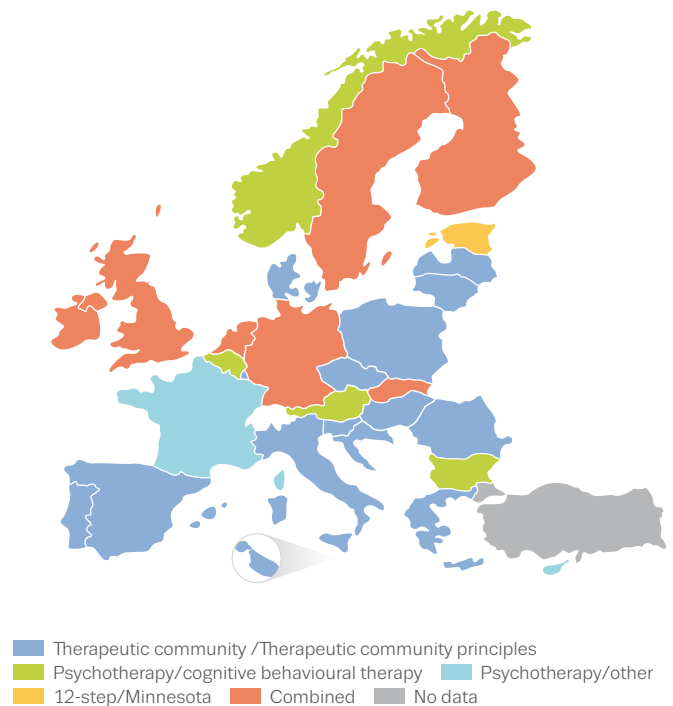 Therapeutic community /Therapeutic community principles
Psychotherapy/cognitive behavioural therapy Psychotherapy/other
12-step/Minnesota Combined No data